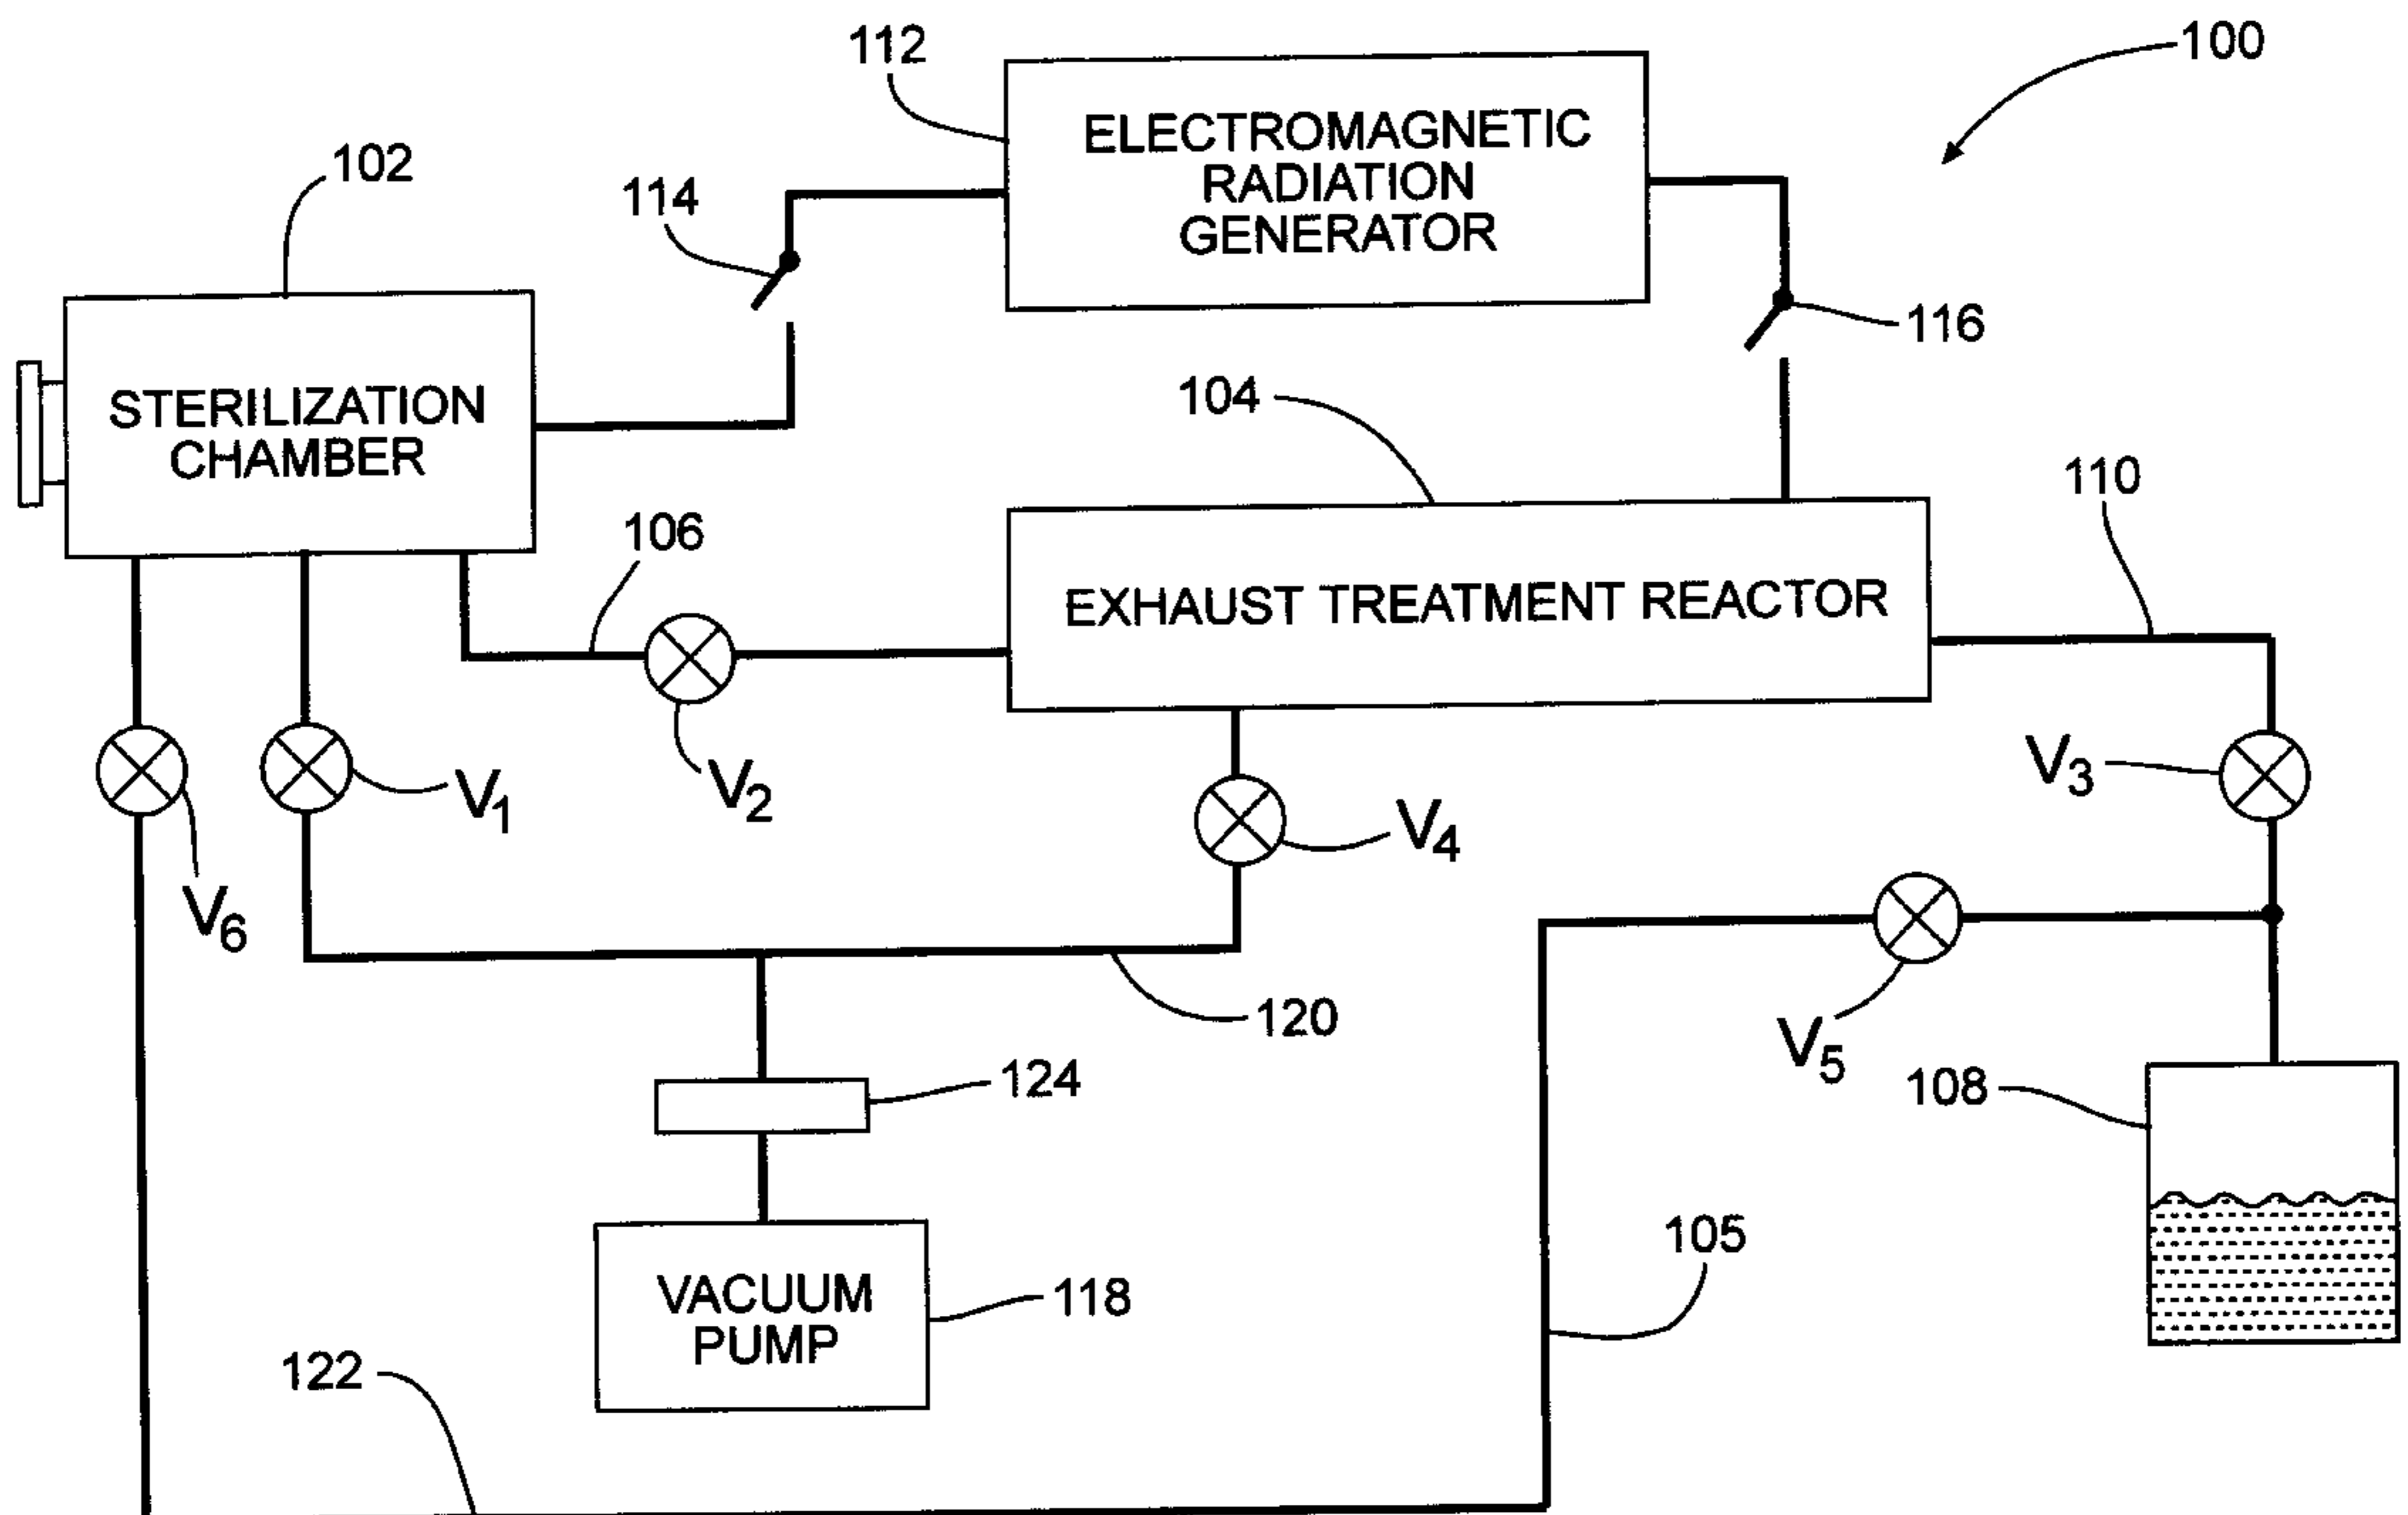 112
100
ELECTROMAGNETIC
RADIATION
GENERATOR
102
114
116
104
STERILIZATION
CHAMBER
110
106
EXHAUST TREATMENT REACTOR
V3
V1
V2
V4
V6
120
V5
124
108
105
VACUUM
PUMP
118
122